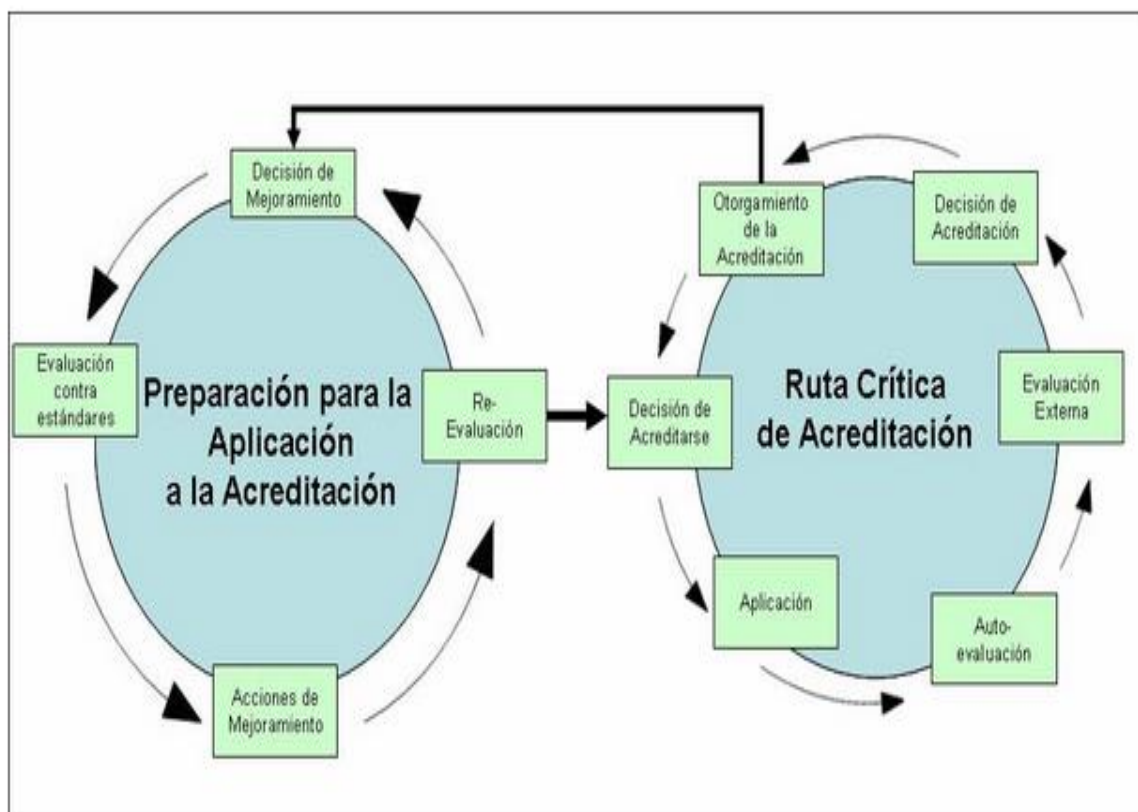 Decisión de
Mejoramiento
Evaluación
contra
estándares
Preparación para la
Aplicación
a la Acreditación
Re-
Evaluación
Acciones de
Mejoramiento
Otorgamiento
de la
Acreditación
Decisión de
Acreditación
Decisión de
Acreditarse
Ruta Crítica
de Acreditación
Evaluación
Externa
Aplicación
Auto-
evaluación